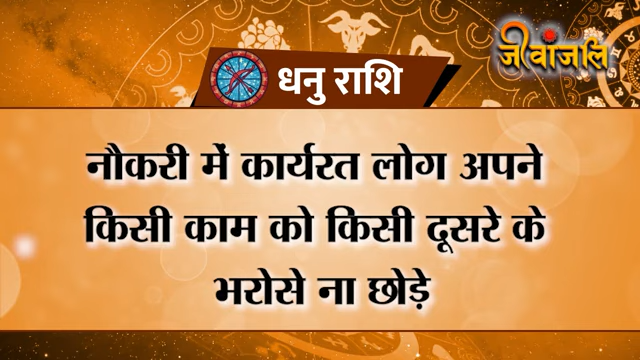 जीवांजलि
धनु राशि
नौकरी में कार्यरत लोग अपने
किसी काम को किसी दूसरे के
भरोसे ना छोड़े